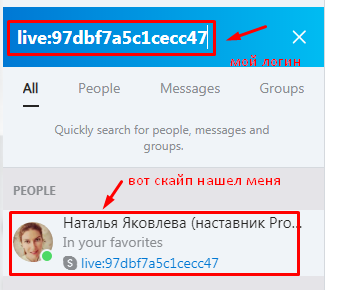 live:97dbf7a5c1cecc47
мой логин
All People Messages Groups
Quickly search for people, messages and
groups.
вот скайп нашел меня
PEOPLE
Наталья Яковлева (наставник Pro...
In your favorites
live:97dbf7a5c1cecc47